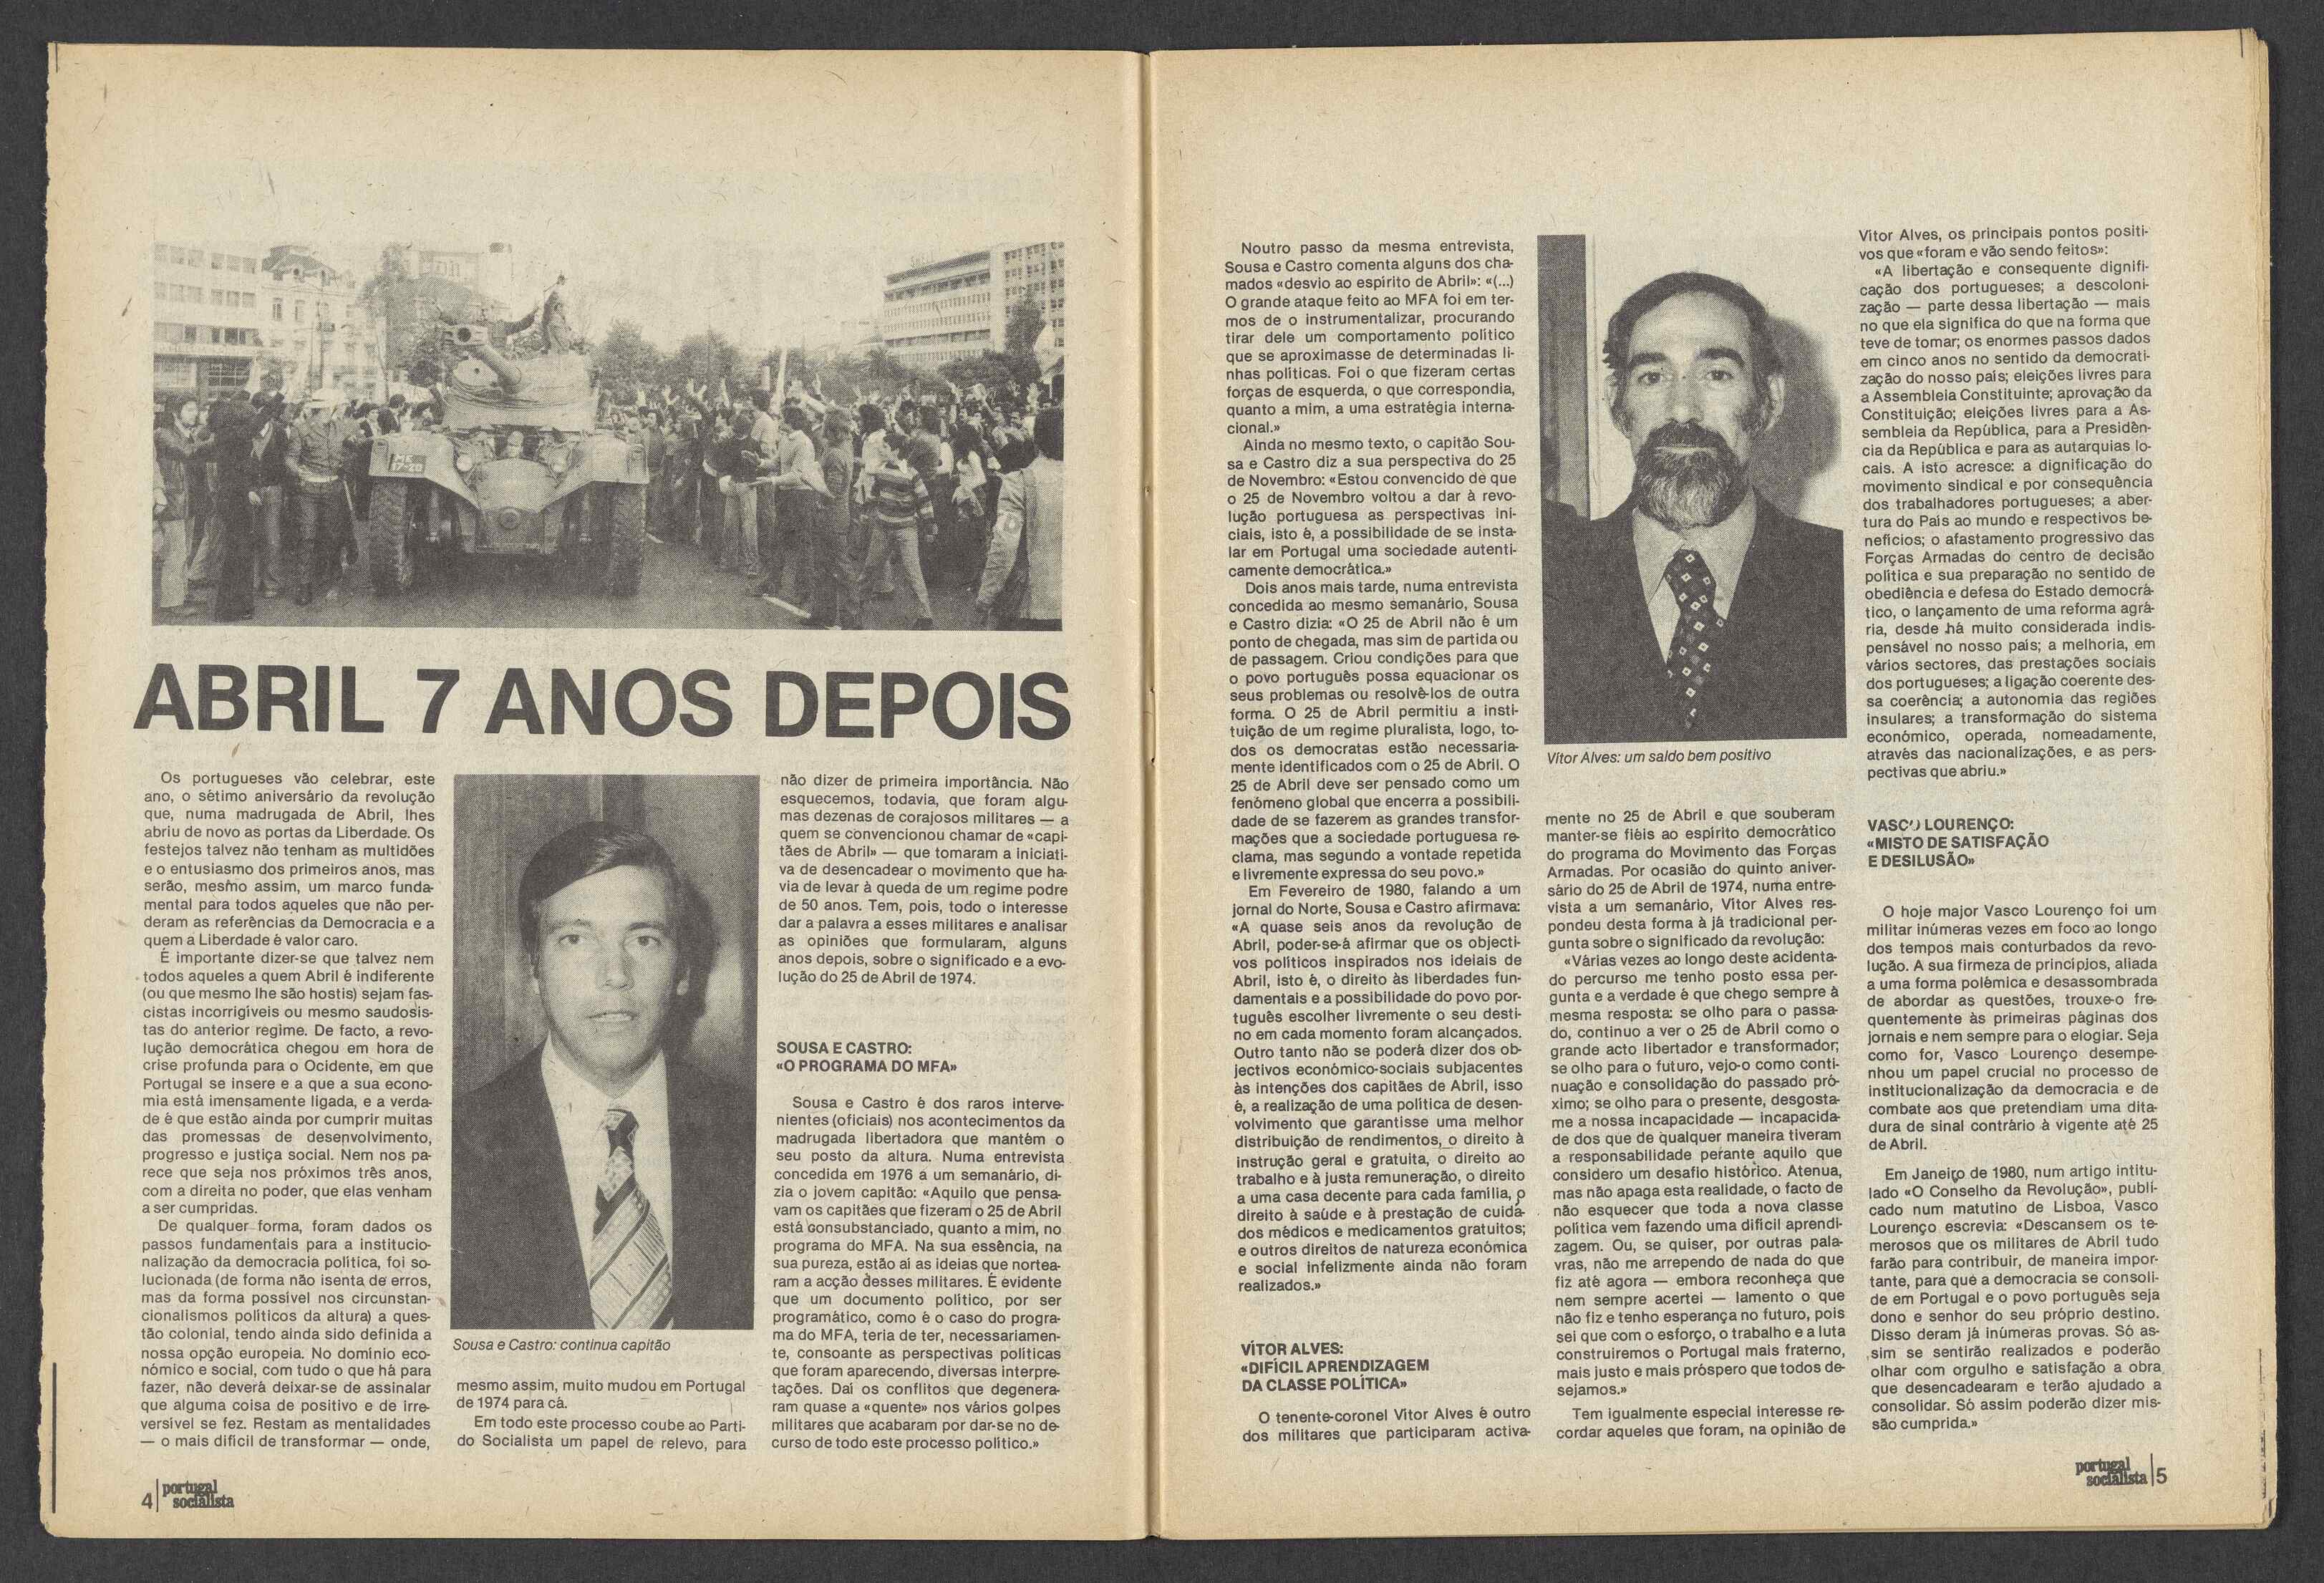 ME
17-20
ABRIL 7 ANOS DEPOIS
Os portugueses vão celebrar, este
ano, o sétimo aniversário da revolução
que, numa madrugada de Abril, lhes
abriu de novo as portas da Liberdade. Os
festejos talvez não tenham as multidões
e o entusiasmo dos primeiros anos, mas
serão, mesmo assim, um marco funda-
mental para todos aqueles que não per-
deram as referências da Democracia e a
quem a Liberdade é valor caro.
É importante dizer-se que talvez nem
todos aqueles a quem Abril é indiferente
(ou que mesmo lhe são hostis) sejam fas-
cistas incorrigíveis ou mesmo saudosis-
tas do anterior regime. De facto, a revo-
lução democrática chegou em hora de
crise profunda para o Ocidente, em que
Portugal se insere e a que a sua econo-
mia está imensamente ligada, e a verda-
de é que estão ainda por cumprir muitas
das promessas de desenvolvimento,
progresso e justiça social. Nem nos pa-
rece que seja nos próximos três anos,
com a direita no poder, que elas venham
a ser cumpridas.
De qualquer forma, foram dados os
passos fundamentais para a institucio-
nalização da democracia política, foi so-
lucionada (de forma não isenta de erros,
mas da forma possível nos circunstan-
cionalismos políticos da altura) a ques-
tão colonial, tendo ainda sido definida a
nossa opção europeia. No domínio eco-
nómico e social, com tudo o que há para
fazer, não deverá deixar-se de assinalar
que alguma coisa de positivo e de irre-
versível se fez. Restam as mentalidades
— o mais difícil de transformar — onde,
Sousa e Castro: continua capitão
mesmo assim, muito mudou em Portugal
de 1974 para cá.
Em todo este processo coube ao Parti-
do Socialista um papel de relevo, para
não dizer de primeira importância. Não
esquecemos, todavia, que foram algu-
mas dezenas de corajosos militares — a
quem se convencionou chamar de «capi-
tães de Abril» — que tomaram a iniciati-
va de desencadear o movimento que ha-
via de levar à queda de um regime podre
de 50 anos. Tem, pois, todo o interesse
dar a palavra a esses militares e analisar
as opiniões que formularam, alguns
anos depois, sobre o significado e a evo-
lução do 25 de Abril de 1974.
SOUSA E CASTRO:
«O PROGRAMA DO MFA»
Sousa e Castro é dos raros interve-
nientes (oficiais) nos acontecimentos da
madrugada libertadora que mantém o
seu posto da altura. Numa entrevista
concedida em 1976 a um semanário, di-
zia o jovem capitão: «Aquilo que pensa-
vam os capitães que fizeram o 25 de Abril
está consubstanciado, quanto a mim, no
programa do MFA. Na sua essência, na
sua pureza, estão aí as ideias que nortea-
ram a acção desses militares. É evidente
que um documento político, por ser
programático, como é o caso do progra-
ma do MFA, teria de ter, necessariamen-
te, consoante as perspectivas políticas
que foram aparecendo, diversas interpre-
tações. Daí os conflitos que degenera-
ram quase a «quente» nos vários golpes
militares que acabaram por dar-se no de-
curso de todo este processo político.»
4 portugal
socialista
Noutro passo da mesma entrevista,
Sousa e Castro comenta alguns dos cha-
mados «desvio ao espírito de Abril»: «(...)
O grande ataque feito ao MFA foi em ter-
mos de o instrumentalizar, procurando
tirar dele um comportamento político
que se aproximasse de determinadas li-
nhas políticas. Foi o que fizeram certas
forças de esquerda, o que correspondia,
quanto a mim, a uma estratégia interna-
cional.»
Ainda no mesmo texto, o capitão Sou-
sa e Castro diz a sua perspectiva do 25
de Novembro: «Estou convencido de que
o 25 de Novembro voltou a dar à revo-
lução portuguesa as perspectivas ini-
ciais, isto é, a possibilidade de se insta-
lar em Portugal uma sociedade autenti-
camente democrática.»
Dois anos mais tarde, numa entrevista
concedida ao mesmo semanário, Sousa
e Castro dizia: «O 25 de Abril não é um
ponto de chegada, mas sim de partida ou
de passagem. Criou condições para que
o povo português possa equacionar os
seus problemas ou resolvê-los de outra
forma. O 25 de Abril permitiu a insti-
tuição de um regime pluralista, logo, to-
dos os democratas estão necessaria-
mente identificados com o 25 de Abril. O
25 de Abril deve ser pensado como um
fenómeno global que encerra a possibili-
dade de se fazerem as grandes transfor-
mações que a sociedade portuguesa re-
clama, mas segundo a vontade repetida
e livremente expressa do seu povo.»
Em Fevereiro de 1980, falando a um
jornal do Norte, Sousa e Castro afirmava:
«A quase seis anos da revolução de
Abril, poder-se-á afirmar que os objecti-
vos políticos inspirados nos ideiais de
Abril, isto é, o direito às liberdades fun-
damentais e a possibilidade do povo por-
tuguês escolher livremente o seu desti-
no em cada momento foram alcançados.
Outro tanto não se poderá dizer dos ob-
jectivos económico-sociais subjacentes
às intenções dos capitães de Abril, isso
é, a realização de uma política de desen-
volvimento que garantisse uma melhor
distribuição de rendimentos, o direito à
instrução geral e gratuita, o direito ao
trabalho e à justa remuneração, o direito
a uma casa decente para cada família, o
direito à saúde e à prestação de cuida-
dos médicos e medicamentos gratuitos;
e outros direitos de natureza económica
e social infelizmente ainda não foram
realizados.»
VÍTOR ALVES:
«DIFÍCIL APRENDIZAGEM
DA CLASSE POLÍTICA»
O tenente-coronel Vítor Alves é outro
dos militares que participaram activa-
Vítor Alves: um saldo bem positivo
mente no 25 de Abril e que souberam
manter-se fiéis ao espírito democrático
do programa do Movimento das Forças
Armadas. Por ocasião do quinto aniver-
sário do 25 de Abril de 1974, numa entre-
vista a um semanário, Vítor Alves res-
pondeu desta forma à já tradicional per-
gunta sobre o significado da revolução:
«Várias vezes ao longo deste acidenta-
do percurso me tenho posto essa per-
gunta e a verdade é que chego sempre à
mesma resposta: se olho para o passa-
do, continuo a ver o 25 de Abril como o
grande acto libertador e transformador;
se olho para o futuro, vejo-o como conti-
nuação e consolidação do passado pró-
ximo; se olho para o presente, desgosta-
me a nossa incapacidade — incapacida-
de dos que de qualquer maneira tiveram
a responsabilidade perante aquilo que
considero um desafio histórico. Atenua,
mas não apaga esta realidade, o facto de
não esquecer que toda a nova classe
política vem fazendo uma difícil aprendi-
zagem. Ou, se quiser, por outras pala-
vras, não me arrependo de nada do que
fiz até agora — embora reconheça que
nem sempre acertei — lamento o que
não fiz e tenho esperança no futuro, pois
sei que com o esforço, o trabalho e a luta
construiremos o Portugal mais fraterno,
mais justo e mais próspero que todos de-
sejamos.»
Tem igualmente especial interesse re-
cordar aqueles que foram, na opinião de
Vítor Alves, os principais pontos positi-
vos que «foram e vão sendo feitos»:
«A libertação e consequente dignifi-
cação dos portugueses; a descoloni-
zação — parte dessa libertação — mais
no que ela significa do que na forma que
teve de tomar; os enormes passos dados
em cinco anos no sentido da democrati-
zação do nosso país; eleições livres para
a Assembleia Constituinte; aprovação da
Constituição; eleições livres para a As-
sembleia da República, para a Presidên-
cia da República e para as autarquias lo-
cais. A isto acresce: a dignificação do
movimento sindical e por consequência
dos trabalhadores portugueses; a aber-
tura do País ao mundo e respectivos be-
nefícios; o afastamento progressivo das
Forças Armadas do centro de decisão
política e sua preparação no sentido de
obediência e defesa do Estado democrá-
tico, o lançamento de uma reforma agrá-
ria, desde há muito considerada indis-
pensável no nosso país; a melhoria, em
vários sectores, das prestações sociais
dos portugueses; a ligação coerente des-
sa coerência; a autonomia das regiões
insulares; a transformação do sistema
económico, operada, nomeadamente,
através das nacionalizações, e as pers-
pectivas que abriu.»
VASCO LOURENÇO:
«MISTO DE SATISFAÇÃO
E DESILUSÃO»
O hoje major Vasco Lourenço foi um
militar inúmeras vezes em foco ao longo
dos tempos mais conturbados da revo-
lução. A sua firmeza de princípios, aliada
a uma forma polémica e desassombrada
de abordar as questões, trouxe-o fre-
quentemente às primeiras páginas dos
jornais e nem sempre para o elogiar. Seja
como for, Vasco Lourenço desempe-
nhou um papel crucial no processo de
institucionalização da democracia e de
combate aos que pretendiam uma dita-
dura de sinal contrário à vigente até 25
de Abril.
Em Janeiro de 1980, num artigo intitu-
lado «O Conselho da Revolução», publi-
cado num matutino de Lisboa, Vasco
Lourenço escrevia: «Descansem os te-
merosos que os militares de Abril tudo
farão para contribuir, de maneira impor-
tante, para que a democracia se consoli-
de em Portugal e o povo português seja
dono e senhor do seu próprio destino.
Disso deram já inúmeras provas. Só as-
sim se sentirão realizados e poderão
olhar com orgulho e satisfação a obra
que desencadearam e terão ajudado a
consolidar. Só assim poderão dizer mis-
são cumprida.»
portugal
socialista 5